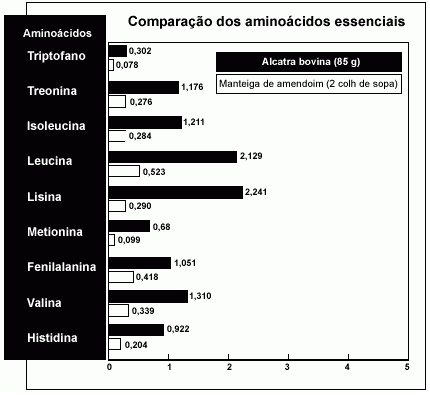 Comparação dos aminoácidos essenciais
Aminoácidos
Alcatra bovina (85 g)
Manteiga de amendoim (2 colh de sopa)
Triptofano 0,302
0,078
Treonina 1,176
0,276
Isoleucina 1,211
0,284
Leucina 2,129
0,523
Lisina 2,241
0,290
Metionina 0,68
0,099
Fenilalanina 1,051
0,418
Valina 1,310
0,339
Histidina 0,922
0,204
0 1 2 3 4 5